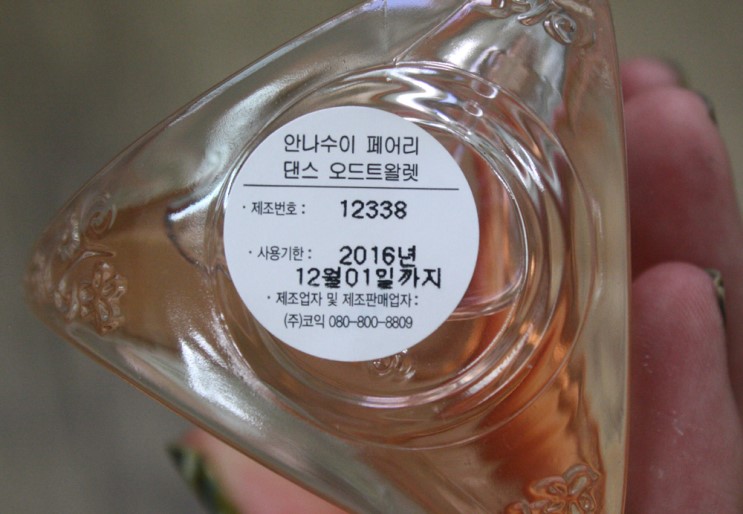 안나수이 페어리
댄스 오드트왈렛
· 제조번호 : 12338
· 사용기한 : 2016년
12월01일까지
· 제조업자 및 제조판매업자 :
(주)코익 080-800-8809